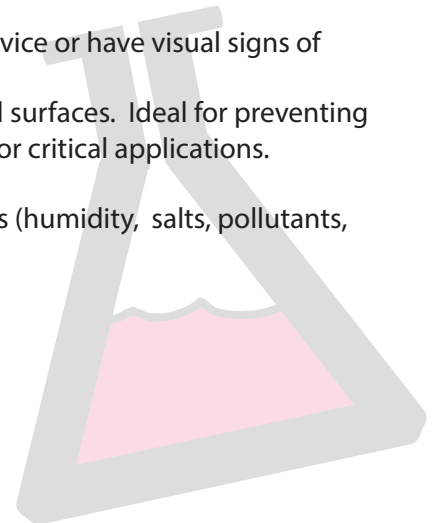 vice or have visual signs of
l surfaces.  Ideal for preventing
or critical applications.
s (humidity,  salts, pollutants,